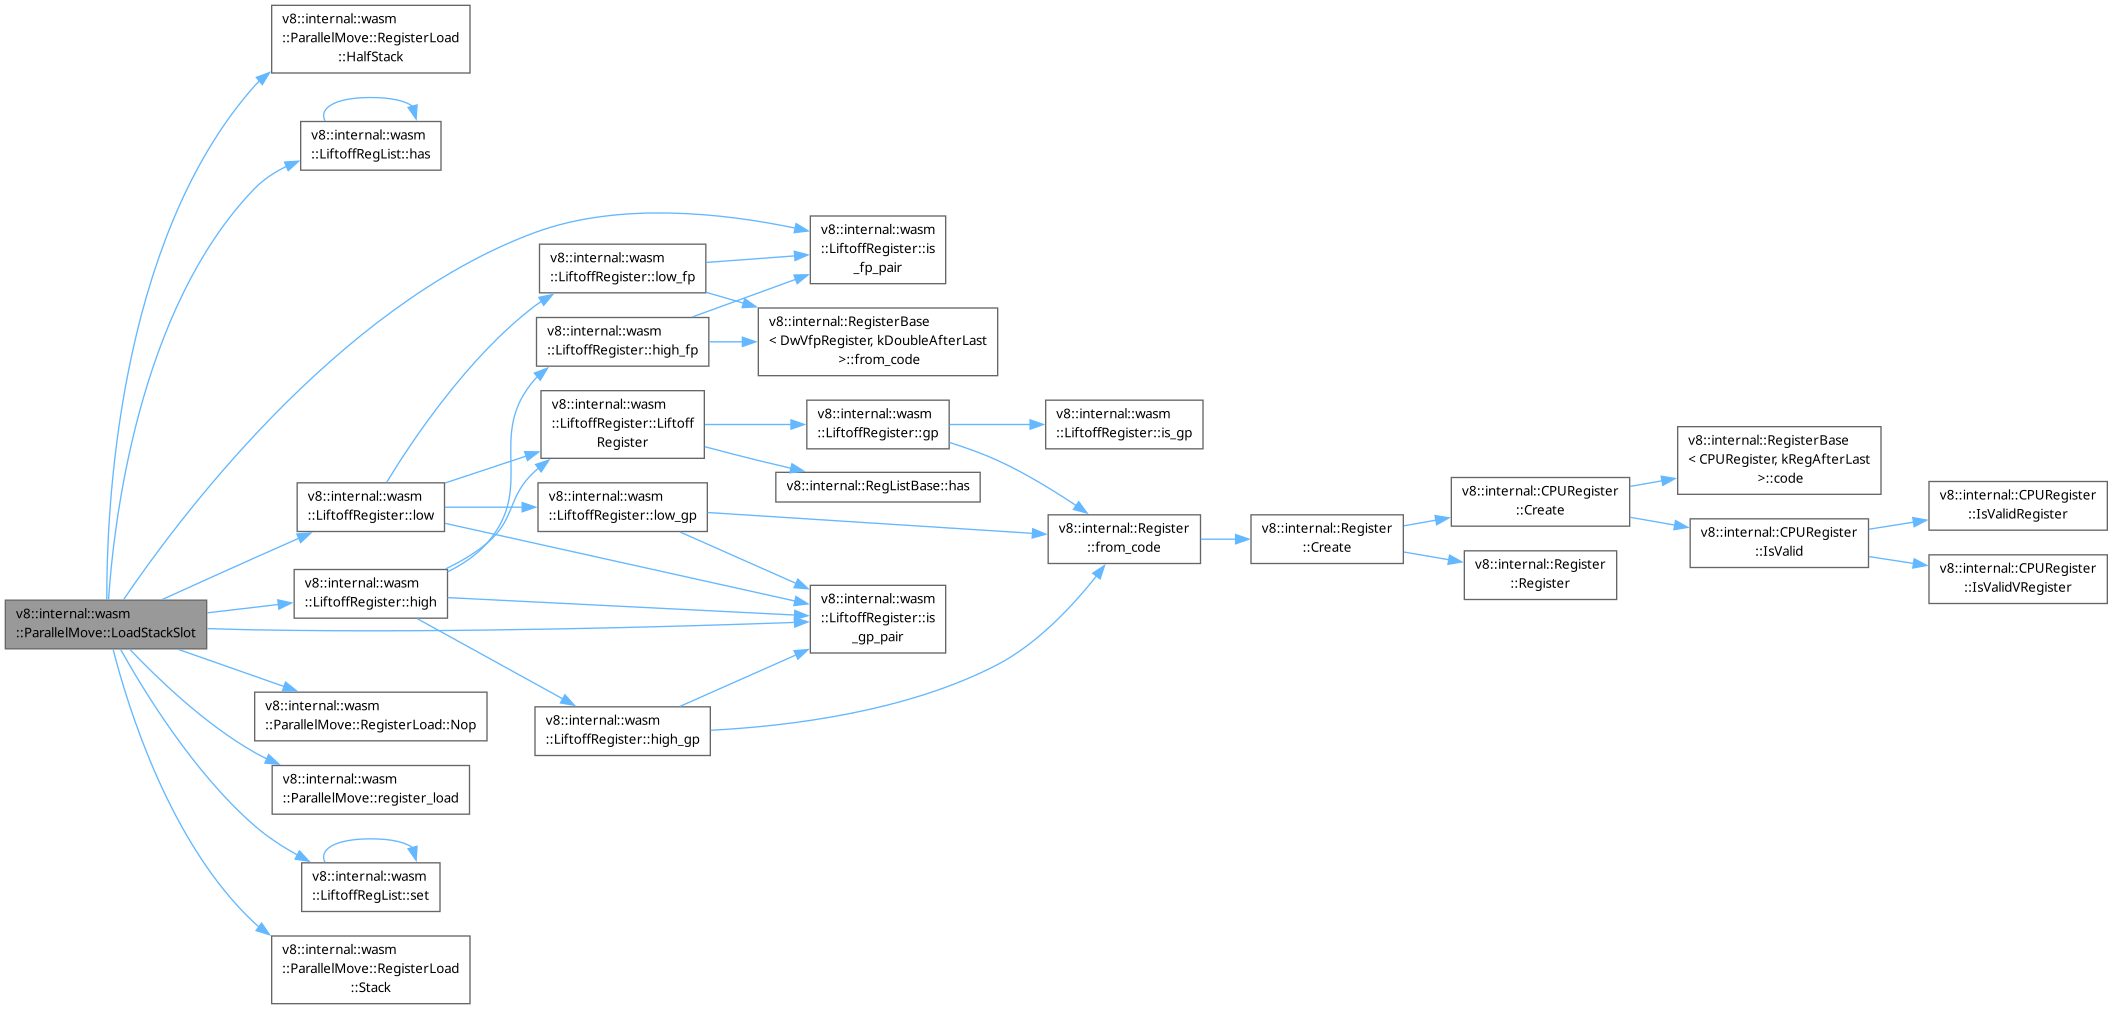 v8::internal::wasm
::ParallelMove::LoadStackSlot
v8::internal::wasm
::ParallelMove::RegisterLoad
::HalfStack
v8::internal::wasm
::LiftoffRegList::has
v8::internal::wasm
::LiftoffRegister::low
v8::internal::wasm
::LiftoffRegister::high
v8::internal::wasm
::ParallelMove::RegisterLoad::Nop
v8::internal::wasm
::ParallelMove::register_load
v8::internal::wasm
::LiftoffRegList::set
v8::internal::wasm
::ParallelMove::RegisterLoad
::Stack
v8::internal::wasm
::LiftoffRegister::low_fp
v8::internal::wasm
::LiftoffRegister::high_fp
v8::internal::wasm
::LiftoffRegister::Liftoff
Register
v8::internal::wasm
::LiftoffRegister::low_gp
v8::internal::wasm
::LiftoffRegister::high_gp
v8::internal::wasm
::LiftoffRegister::is
_fp_pair
v8::internal::RegisterBase
< DwVfpRegister, kDoubleAfterLast
>::from_code
v8::internal::wasm
::LiftoffRegister::gp
v8::internal::RegListBase::has
v8::internal::wasm
::LiftoffRegister::is
_gp_pair
v8::internal::wasm
::LiftoffRegister::is_gp
v8::internal::Register
::from_code
v8::internal::Register
::Create
v8::internal::CPURegister
::Create
v8::internal::Register
::Register
v8::internal::RegisterBase
< CPURegister, kRegAfterLast
>::code
v8::internal::CPURegister
::IsValid
v8::internal::CPURegister
::IsValidRegister
v8::internal::CPURegister
::IsValidVRegister